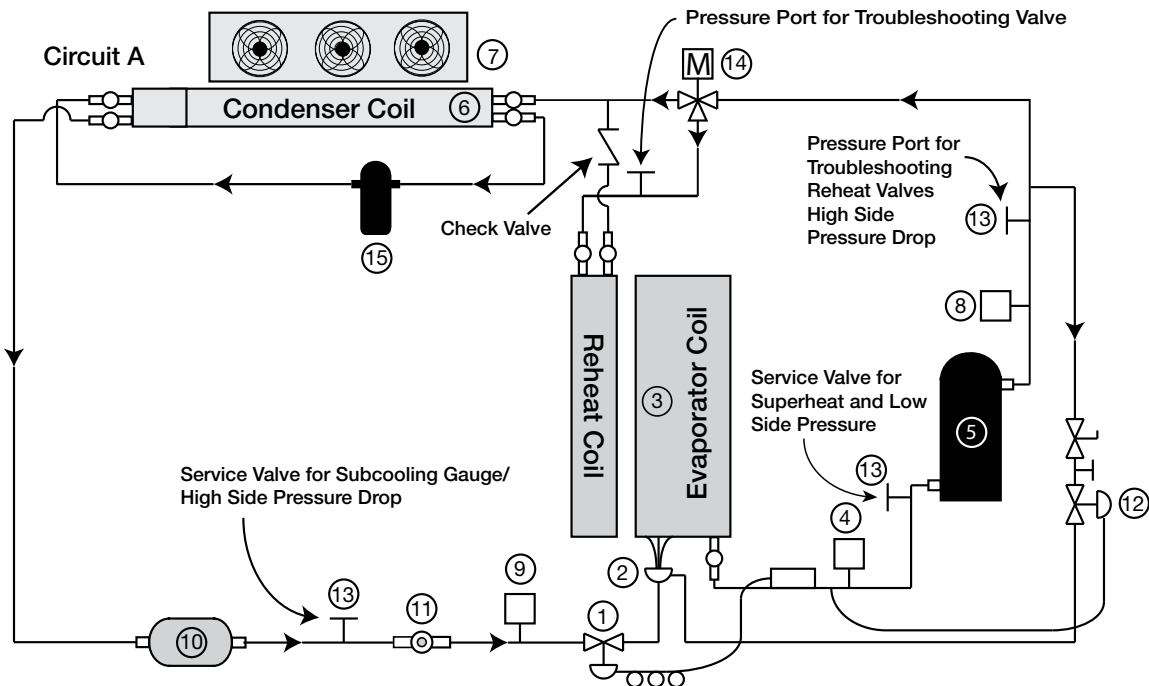 Pressure Port for Troubleshooting Valve
Circuit A
7
M
14
Condenser Coil
6
Pressure Port for
Troubleshooting
Reheat Valves
High Side
Pressure Drop
13
Check Valve
15
8
Reheat Coil
Evaporator Coil
3
Service Valve for
Superheat and Low
Side Pressure
5
13
Service Valve for Subcooling Gauge/
High Side Pressure Drop
4
12
9
2
13
11
1
10